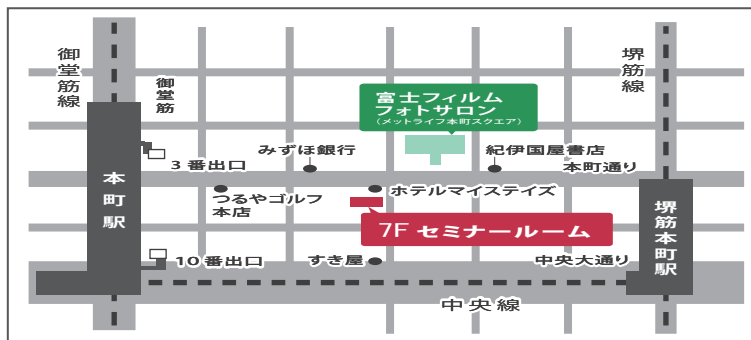 御堂筋線
御堂筋
堺筋線
富士フィルム
フォトサロン
(メットライフ本町スクエア)
みずほ銀行
紀伊国屋書店
3番出口
本町通り
本町駅
つるやゴルフ
本店
ホテルマイステイズ
7F セミナールーム
堺筋本町駅
10番出口
すき屋
中央大通り
中央線